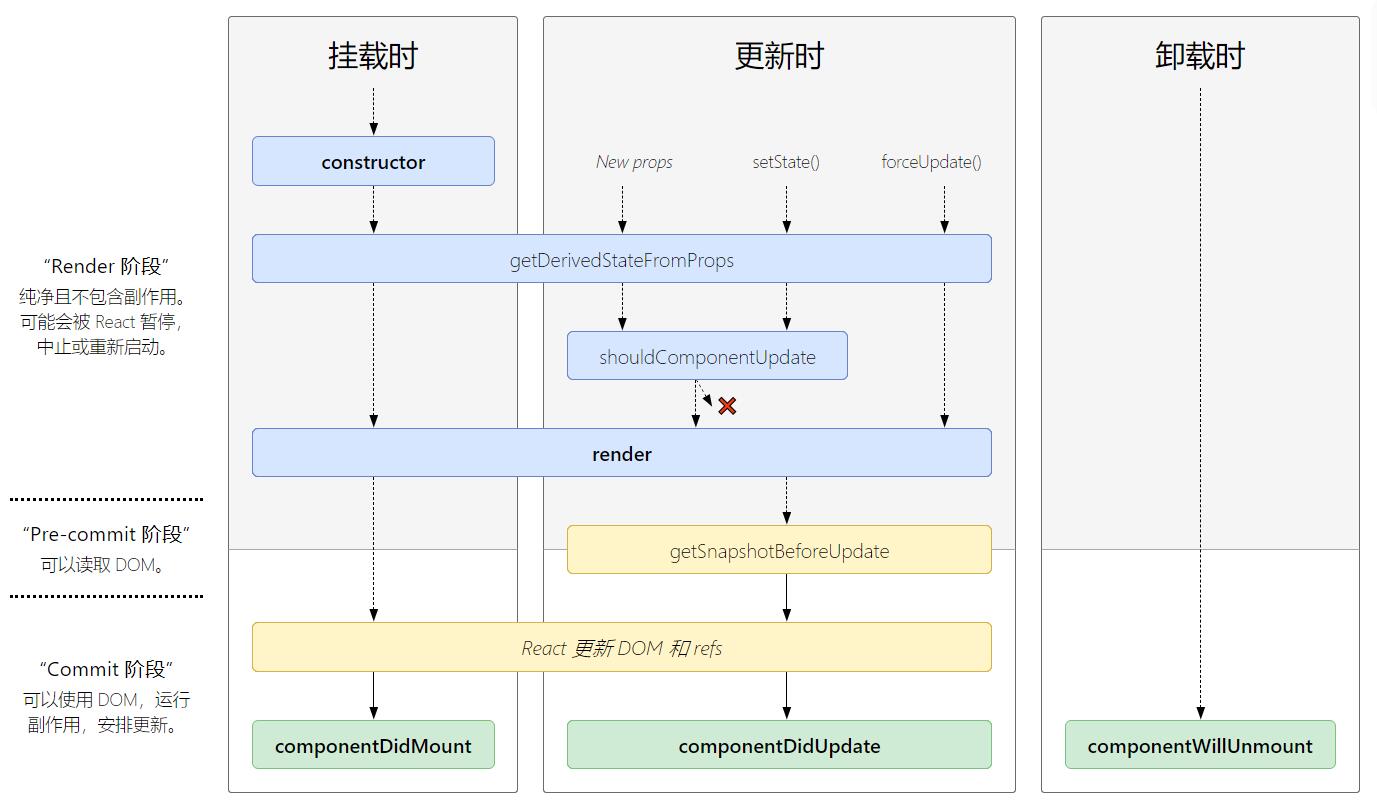 挂载时
更新时
卸载时
constructor
New props
setState()
forceUpdate()
“Render 阶段”
纯净且不包含副作用。
可能会被 React 暂停，
中止或重新启动。
getDerivedStateFromProps
shouldComponentUpdate
render
“Pre-commit 阶段”
可以读取 DOM。
getSnapshotBeforeUpdate
React 更新 DOM 和 refs
“Commit 阶段”
可以使用 DOM，运行
副作用，安排更新。
componentDidMount
componentDidUpdate
componentWillUnmount